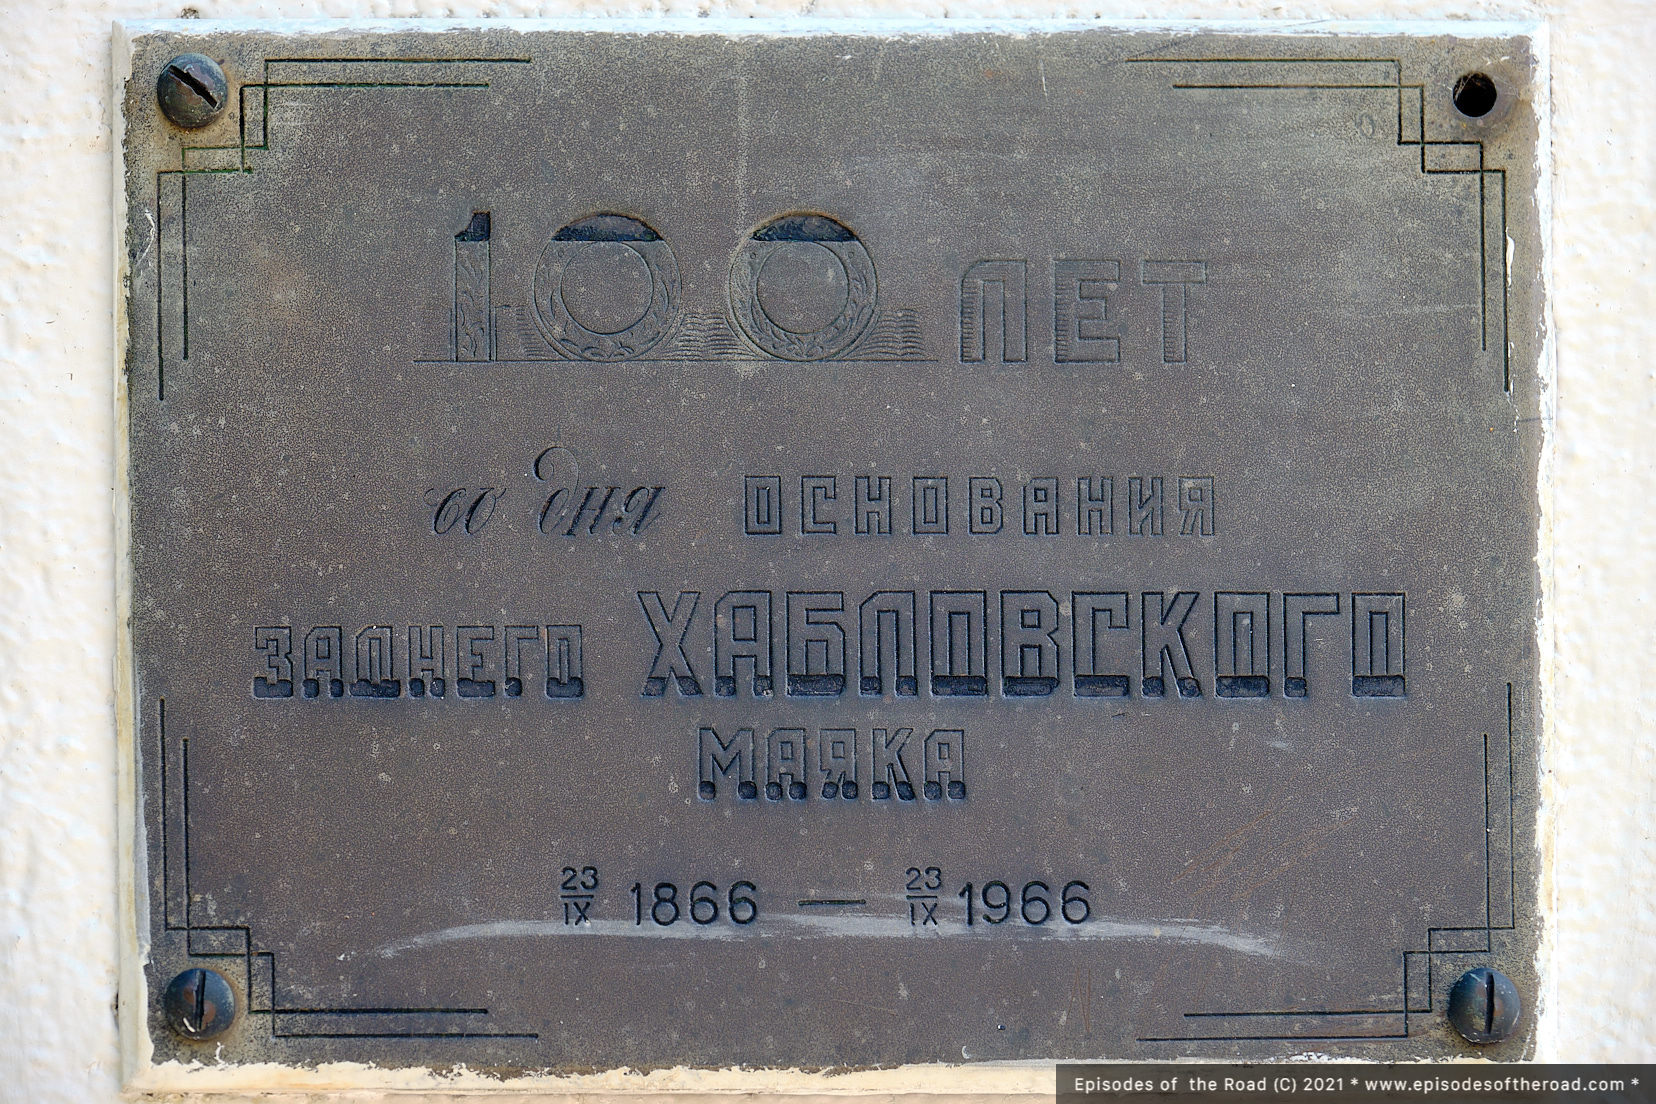 100 ЛЕТ
со дня ОСНОВАНИЯ
ЗАДНЕГО ХАБЛОВСКОГО
МАЯКА
23/IX 1866 — 23/IX 1966
Episodes of the Road (C) 2021 * www.episodesoftheroad.com *